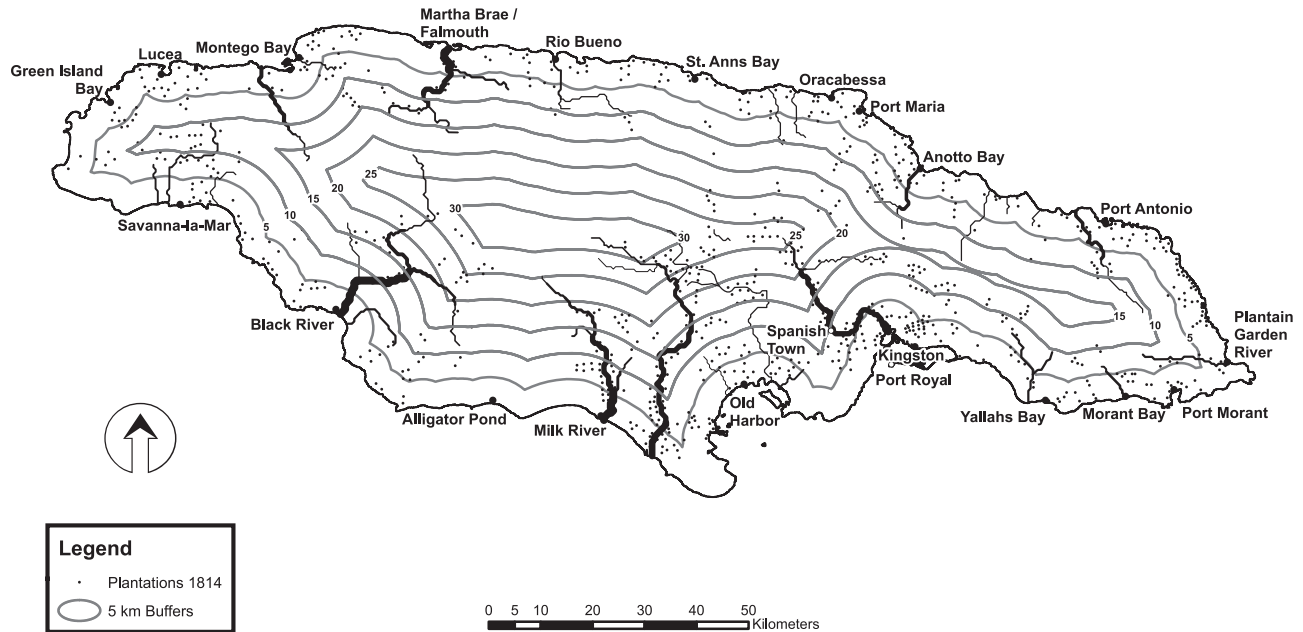 Martha Brae /
Falmouth
Montego Bay
Lucea
Green Island
Bay
Rio Bueno
St. Anns Bay
Oracabessa
Port Maria
Anotto Bay
Port Antonio
Plantain
Garden
River
Savanna-la-Mar
Black River
Alligator Pond
Milk River
Old
Harbor
Spanish
Town
Kingston
Port Royal
Yallahs Bay
Morant Bay
Port Morant
5
10
15
20
25
30
30
25
20
15
10
5
Legend
Plantations 1814
5 km Buffers
0 5 10 20 30 40 50
Kilometers